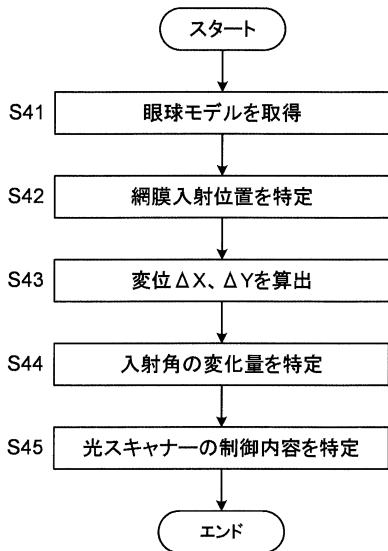 スタート
S41 眼球モデルを取得
S42 網膜入射位置を特定
S43 変位ΔX、ΔYを算出
S44 入射角の変化量を特定
S45 光スキャナーの制御内容を特定
エンド